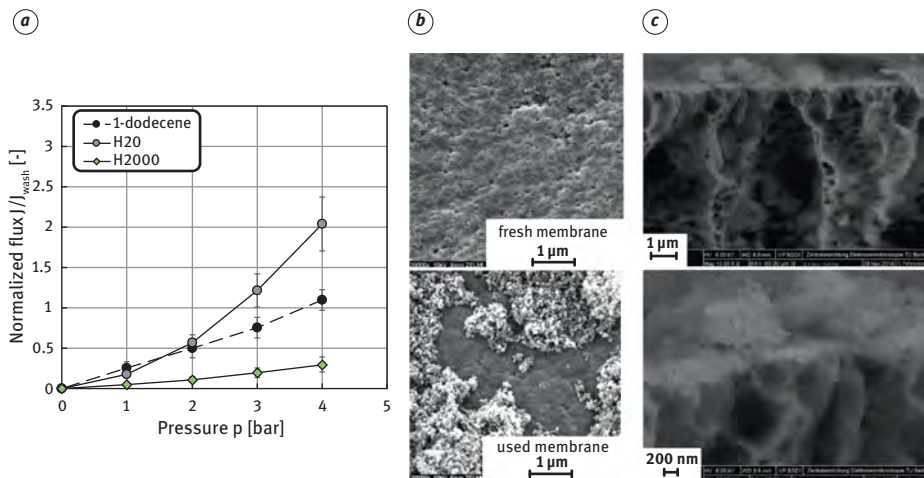 a
b
c
3.5
3
2.5
2
1.5
1
0.5
0
0
1
2
3
4
5
1-dodecene
H20
H2000
Normalized flux J/J_wash [-]
Pressure p [bar]
fresh membrane
1 µm
used membrane
1 µm
1 µm
200 nm